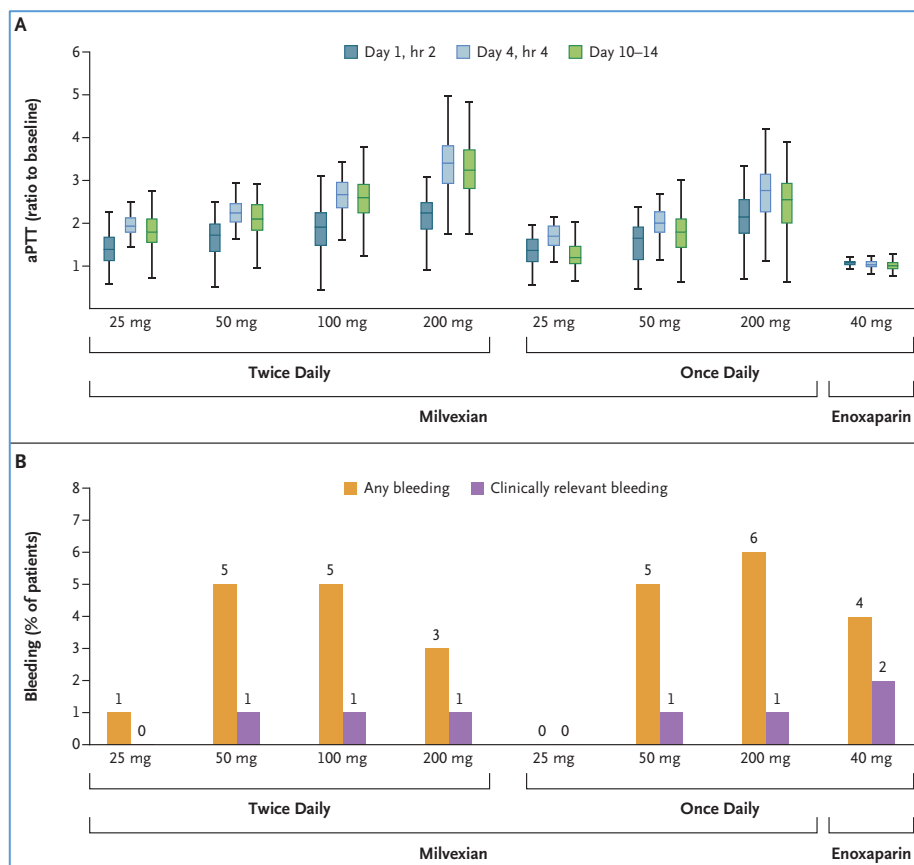 A
6
Day 1, hr 2
Day 4, hr 4
Day 10–14
5
4
3
2
1
aPTT (ratio to baseline)
25 mg
50 mg
100 mg
200 mg
25 mg
50 mg
200 mg
40 mg
Twice Daily
Once Daily
Milvexian
Enoxaparin
B
8
Any bleeding
Clinically relevant bleeding
7
6
5
4
3
2
1
0
Bleeding (% of patients)
1
0
5
1
5
1
3
1
0
0
5
1
6
1
4
2
25 mg
50 mg
100 mg
200 mg
25 mg
50 mg
200 mg
40 mg
Twice Daily
Once Daily
Milvexian
Enoxaparin